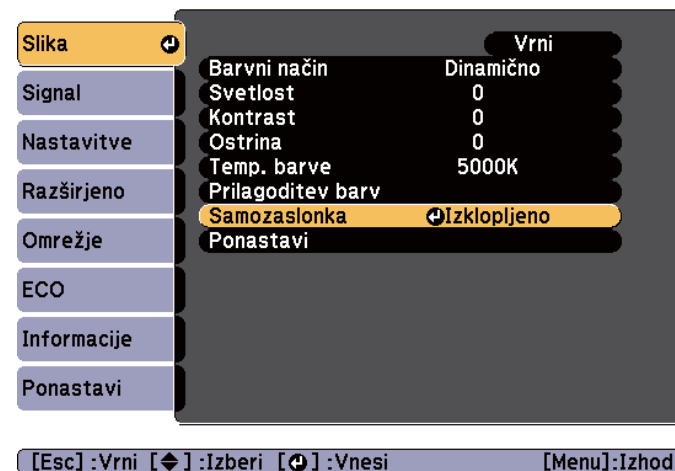 Slika
Signal
Nastavitve
Razširjeno
Omrežje
ECO
Informacije
Ponastavi
Vrni
Barvni način Dinamično
Svetlost 0
Kontrast 0
Ostrina 0
Temp. barve 5000K
Prilagoditev barv
Samozaslonka Izklopljeno
Ponastavi
[Esc] :Vrni [◆] :Izberi [↵] :Vnesi [Menu]:Izhod